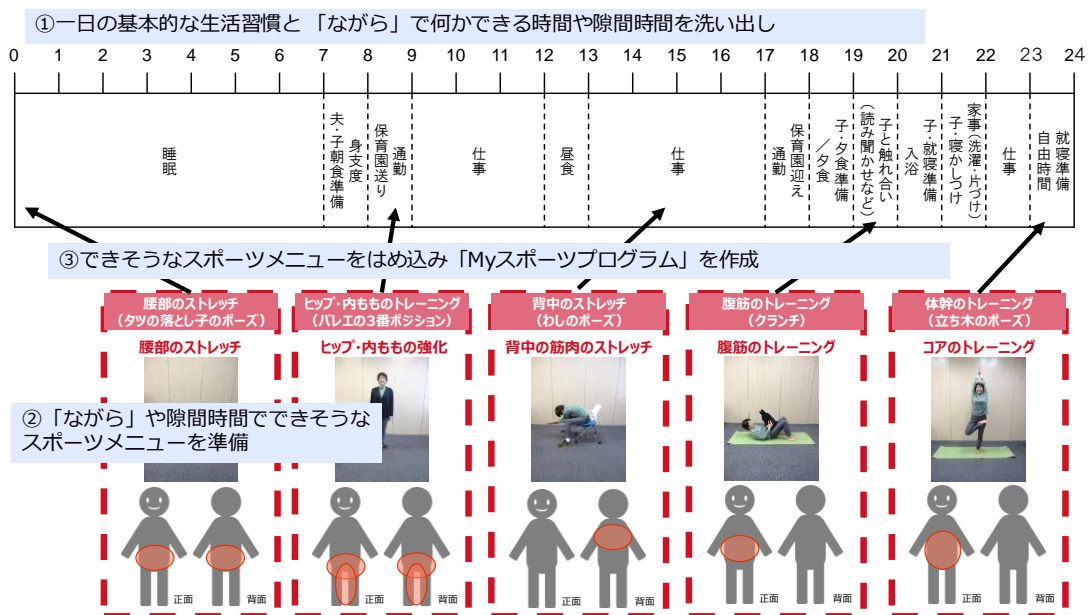 ①一日の基本的な生活習慣と 「ながら」で何かできる時間や隙間時間を洗い出し
0 1 2 3 4 5 6 7 8 9 10 11 12 13 14 15 16 17 18 19 20 21 22 23 24
睡眠
身支度
夫・子朝食準備
通勤
保育園送り
仕事
昼食
仕事
保育園迎え
通勤
子・夕食準備
／夕食
子と触れ合い
(読み聞かせなど)
子・就寝準備
入浴
家事(洗濯・片づけ)
子・寝かしつけ
仕事
就寝準備
自由時間
③できそうなスポーツメニューをはめ込み「Myスポーツプログラム」を作成
腰部のストレッチ
（タツの落とし子のポーズ）
腰部のストレッチ
ヒップ・内もものトレーニング
（バレエの３番ポジション）
ヒップ・内ももの強化
背中のストレッチ
（わしのポーズ）
背中の筋肉のストレッチ
腹筋のトレーニング
（クランチ）
腹筋のトレーニング
体幹のトレーニング
（立ち木のポーズ）
コアのトレーニング
②「ながら」や隙間時間でできそうな
スポーツメニューを準備
正面 背面
正面 背面
正面 背面
正面 背面
正面 背面